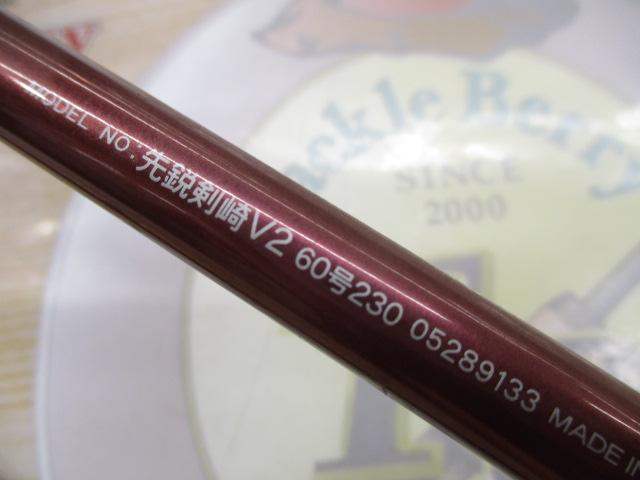 MODEL NO.:先鋭剣崎V2 60号230 05289133 MADE IN
ackle Berry
SINCE
2000